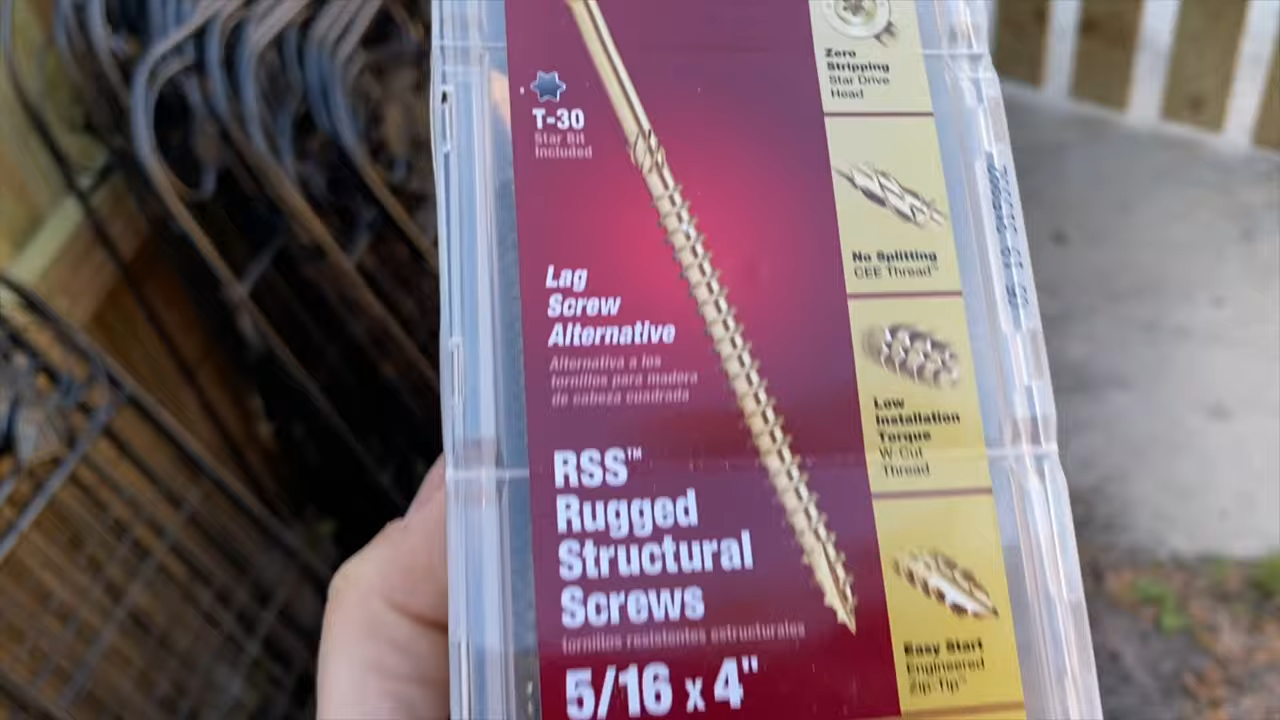 T-30
Star Bit
Included
Lag
Screw
Alternative
Alternativa a los
tornillos para madera
de cabeza cuadrada
RSS™
Rugged
Structural
Screws
tornillos resistentes estructurales
5/16 x 4"
Zero
Stripping
Star Drive
Head
No Splitting
CEE Thread™
Low
Installation
Torque
W-Cut
Thread
Easy Start
Engineered
Zip-Tip™